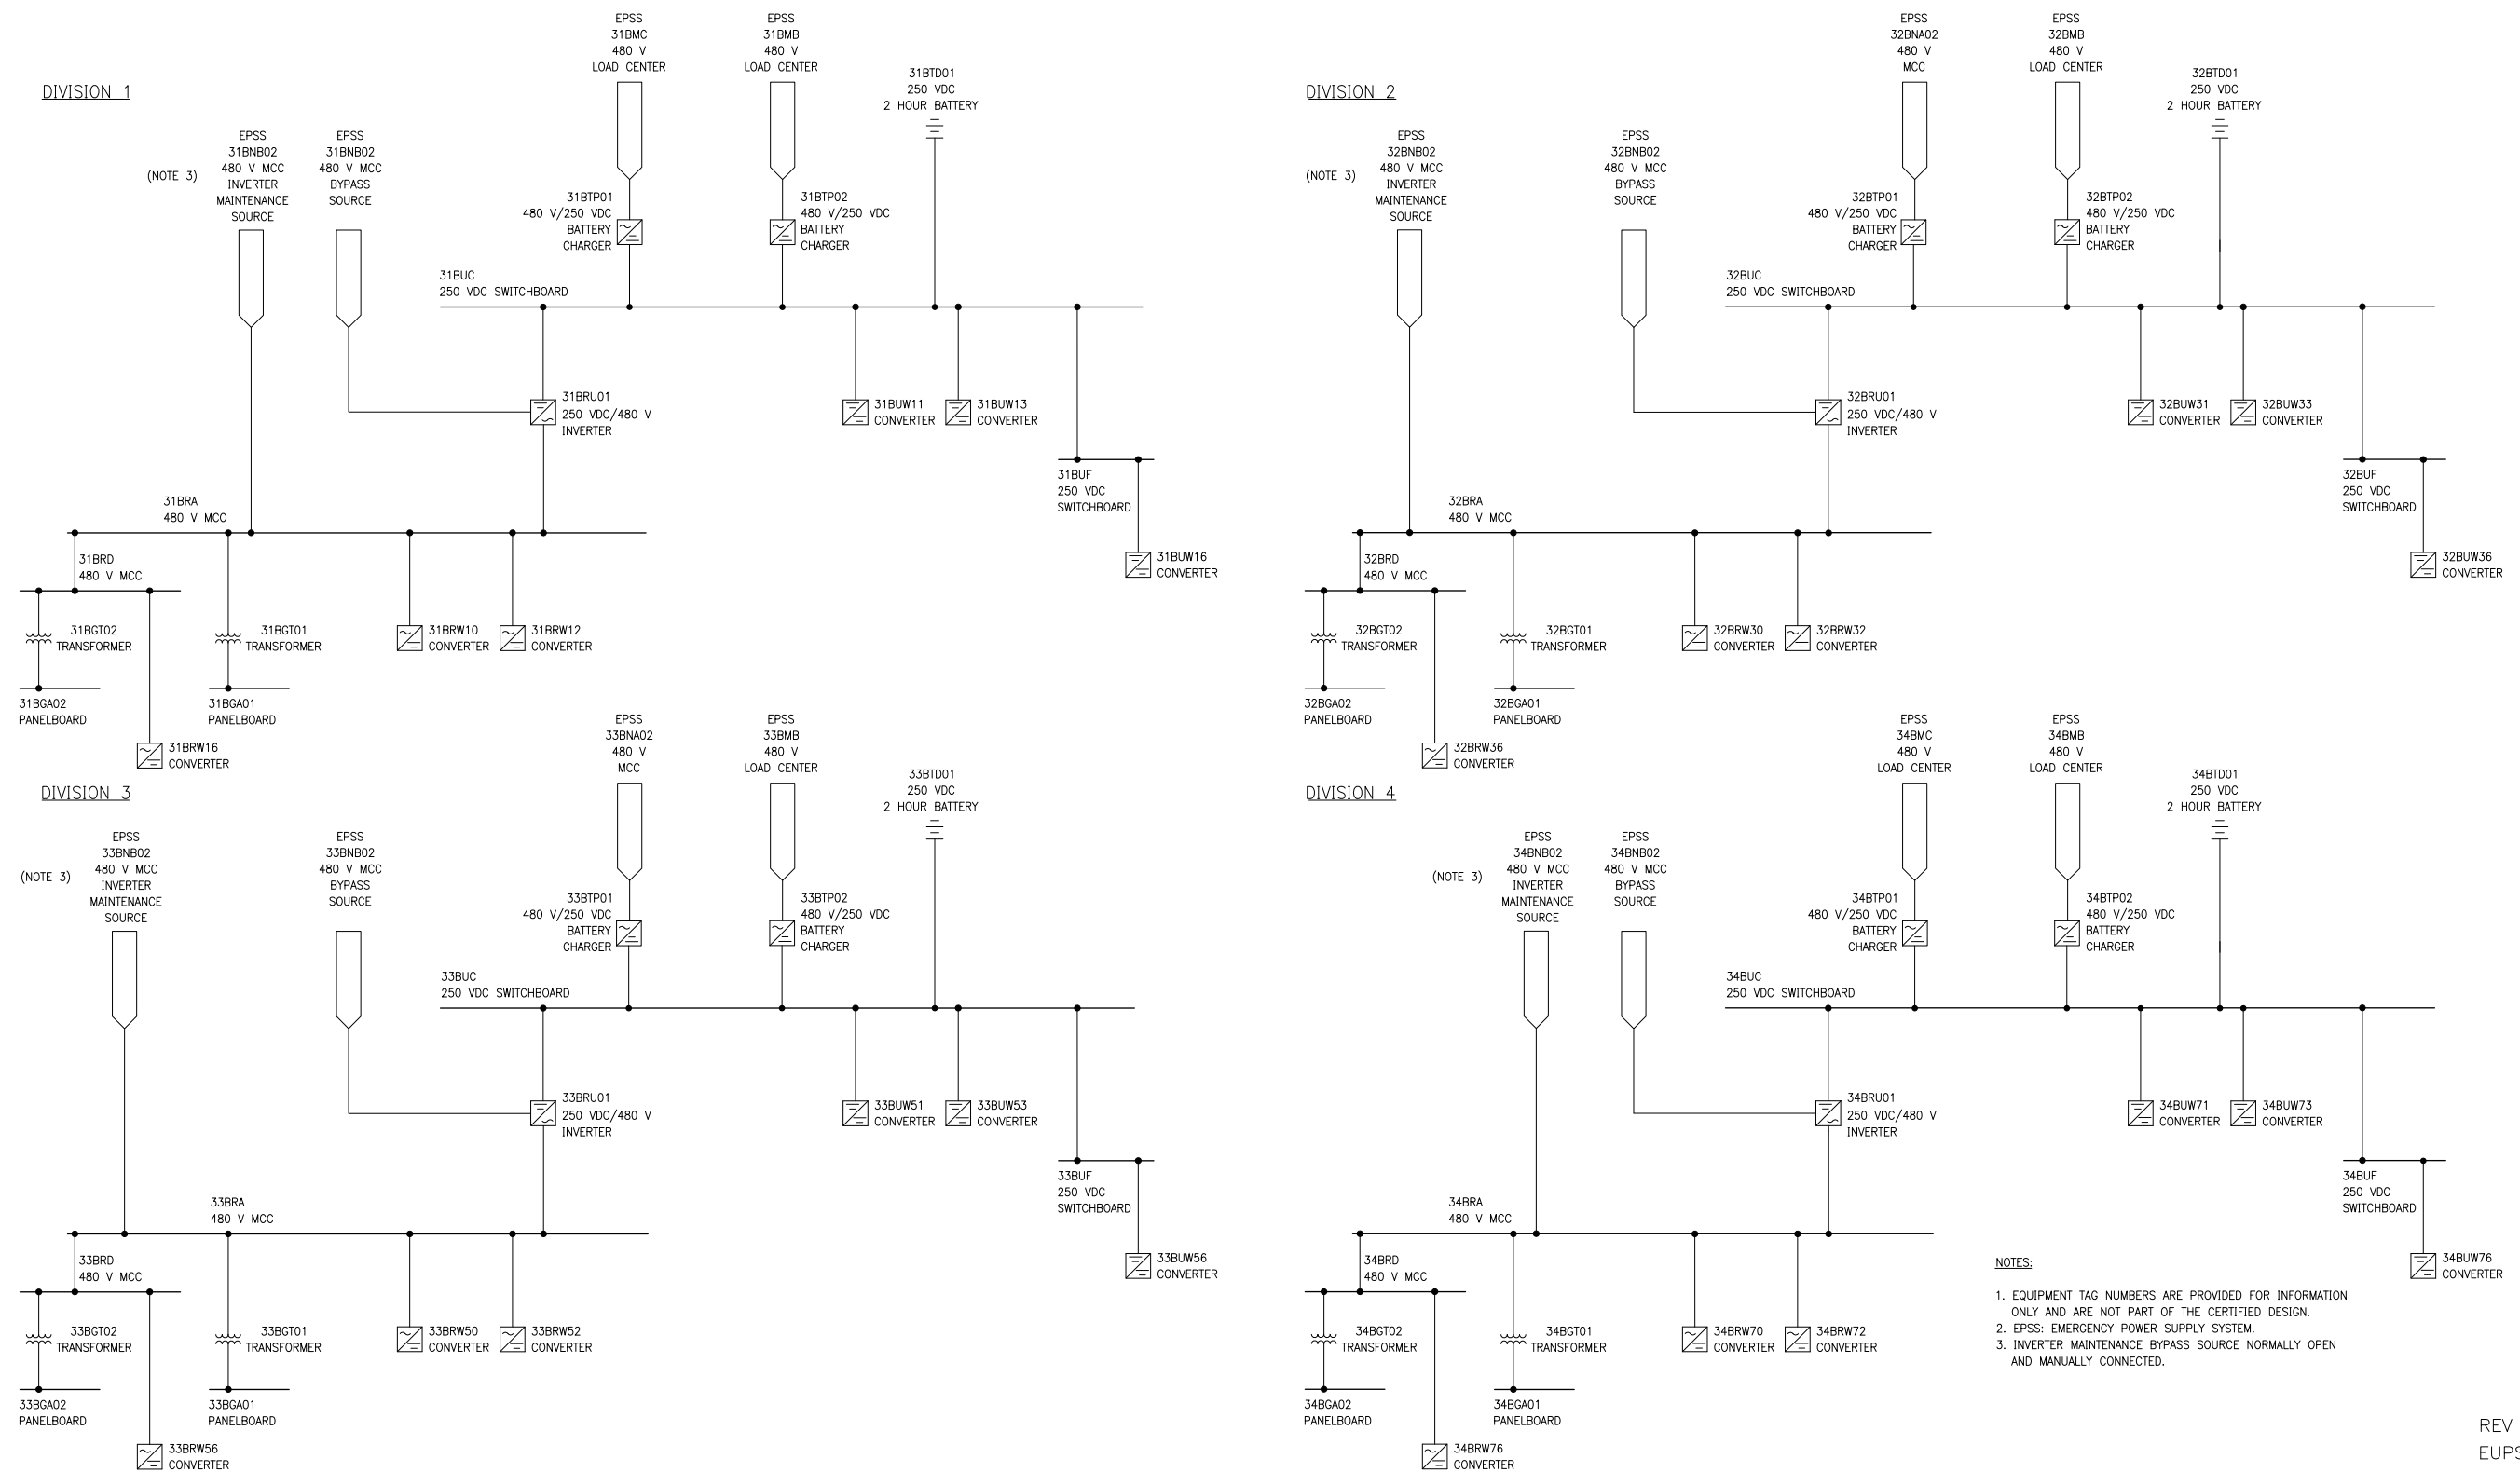 DIVISION 1
EPSS
31BMC
480 V
LOAD CENTER
EPSS
31BMB
480 V
LOAD CENTER
31BTD01
250 VDC
2 HOUR BATTERY
(NOTE 3)
EPSS
31BNB02
480 V MCC
INVERTER
MAINTENANCE
SOURCE
EPSS
31BNB02
480 V MCC
BYPASS
SOURCE
31BTP01
480 V/250 VDC
BATTERY
CHARGER
31BTP02
480 V/250 VDC
BATTERY
CHARGER
31BUC
250 VDC SWITCHBOARD
31BRU01
250 VDC/480 V
INVERTER
31BUW11
CONVERTER
31BUW13
CONVERTER
31BUF
250 VDC
SWITCHBOARD
31BUW16
CONVERTER
31BRA
480 V MCC
31BRD
480 V MCC
31BGT02
TRANSFORMER
31BGT01
TRANSFORMER
31BRW10
CONVERTER
31BRW12
CONVERTER
31BGA02
PANELBOARD
31BGA01
PANELBOARD
31BRW16
CONVERTER
DIVISION 2
EPSS
32BNA02
480 V
MCC
EPSS
32BMB
480 V
LOAD CENTER
32BTD01
250 VDC
2 HOUR BATTERY
(NOTE 3)
EPSS
32BNB02
480 V MCC
INVERTER
MAINTENANCE
SOURCE
EPSS
32BNB02
480 V MCC
BYPASS
SOURCE
32BTP01
480 V/250 VDC
BATTERY
CHARGER
32BTP02
480 V/250 VDC
BATTERY
CHARGER
32BUC
250 VDC SWITCHBOARD
32BRU01
250 VDC/480 V
INVERTER
32BUW31
CONVERTER
32BUW33
CONVERTER
32BUF
250 VDC
SWITCHBOARD
32BUW36
CONVERTER
32BRA
480 V MCC
32BRD
480 V MCC
32BGT02
TRANSFORMER
32BGT01
TRANSFORMER
32BRW30
CONVERTER
32BRW32
CONVERTER
32BGA02
PANELBOARD
32BGA01
PANELBOARD
32BRW36
CONVERTER
DIVISION 3
EPSS
33BNA02
480 V
MCC
EPSS
33BMB
480 V
LOAD CENTER
33BTD01
250 VDC
2 HOUR BATTERY
(NOTE 3)
EPSS
33BNB02
480 V MCC
INVERTER
MAINTENANCE
SOURCE
EPSS
33BNB02
480 V MCC
BYPASS
SOURCE
33BTP01
480 V/250 VDC
BATTERY
CHARGER
33BTP02
480 V/250 VDC
BATTERY
CHARGER
33BUC
250 VDC SWITCHBOARD
33BRU01
250 VDC/480 V
INVERTER
33BUW51
CONVERTER
33BUW53
CONVERTER
33BUF
250 VDC
SWITCHBOARD
33BUW56
CONVERTER
33BRA
480 V MCC
33BRD
480 V MCC
33BGT02
TRANSFORMER
33BGT01
TRANSFORMER
33BRW50
CONVERTER
33BRW52
CONVERTER
33BGA02
PANELBOARD
33BGA01
PANELBOARD
33BRW56
CONVERTER
DIVISION 4
EPSS
34BMC
480 V
LOAD CENTER
EPSS
34BMB
480 V
LOAD CENTER
34BTD01
250 VDC
2 HOUR BATTERY
(NOTE 3)
EPSS
34BNB02
480 V MCC
INVERTER
MAINTENANCE
SOURCE
EPSS
34BNB02
480 V MCC
BYPASS
SOURCE
34BTP01
480 V/250 VDC
BATTERY
CHARGER
34BTP02
480 V/250 VDC
BATTERY
CHARGER
34BUC
250 VDC SWITCHBOARD
34BRU01
250 VDC/480 V
INVERTER
34BUW71
CONVERTER
34BUW73
CONVERTER
34BUF
250 VDC
SWITCHBOARD
34BUW76
CONVERTER
34BRA
480 V MCC
34BRD
480 V MCC
34BGT02
TRANSFORMER
34BGT01
TRANSFORMER
34BRW70
CONVERTER
34BRW72
CONVERTER
34BGA02
PANELBOARD
34BGA01
PANELBOARD
34BRW76
CONVERTER
NOTES:
1. EQUIPMENT TAG NUMBERS ARE PROVIDED FOR INFORMATION
ONLY AND ARE NOT PART OF THE CERTIFIED DESIGN.
2. EPSS: EMERGENCY POWER SUPPLY SYSTEM.
3. INVERTER MAINTENANCE BYPASS SOURCE NORMALLY OPEN
AND MANUALLY CONNECTED.
REV